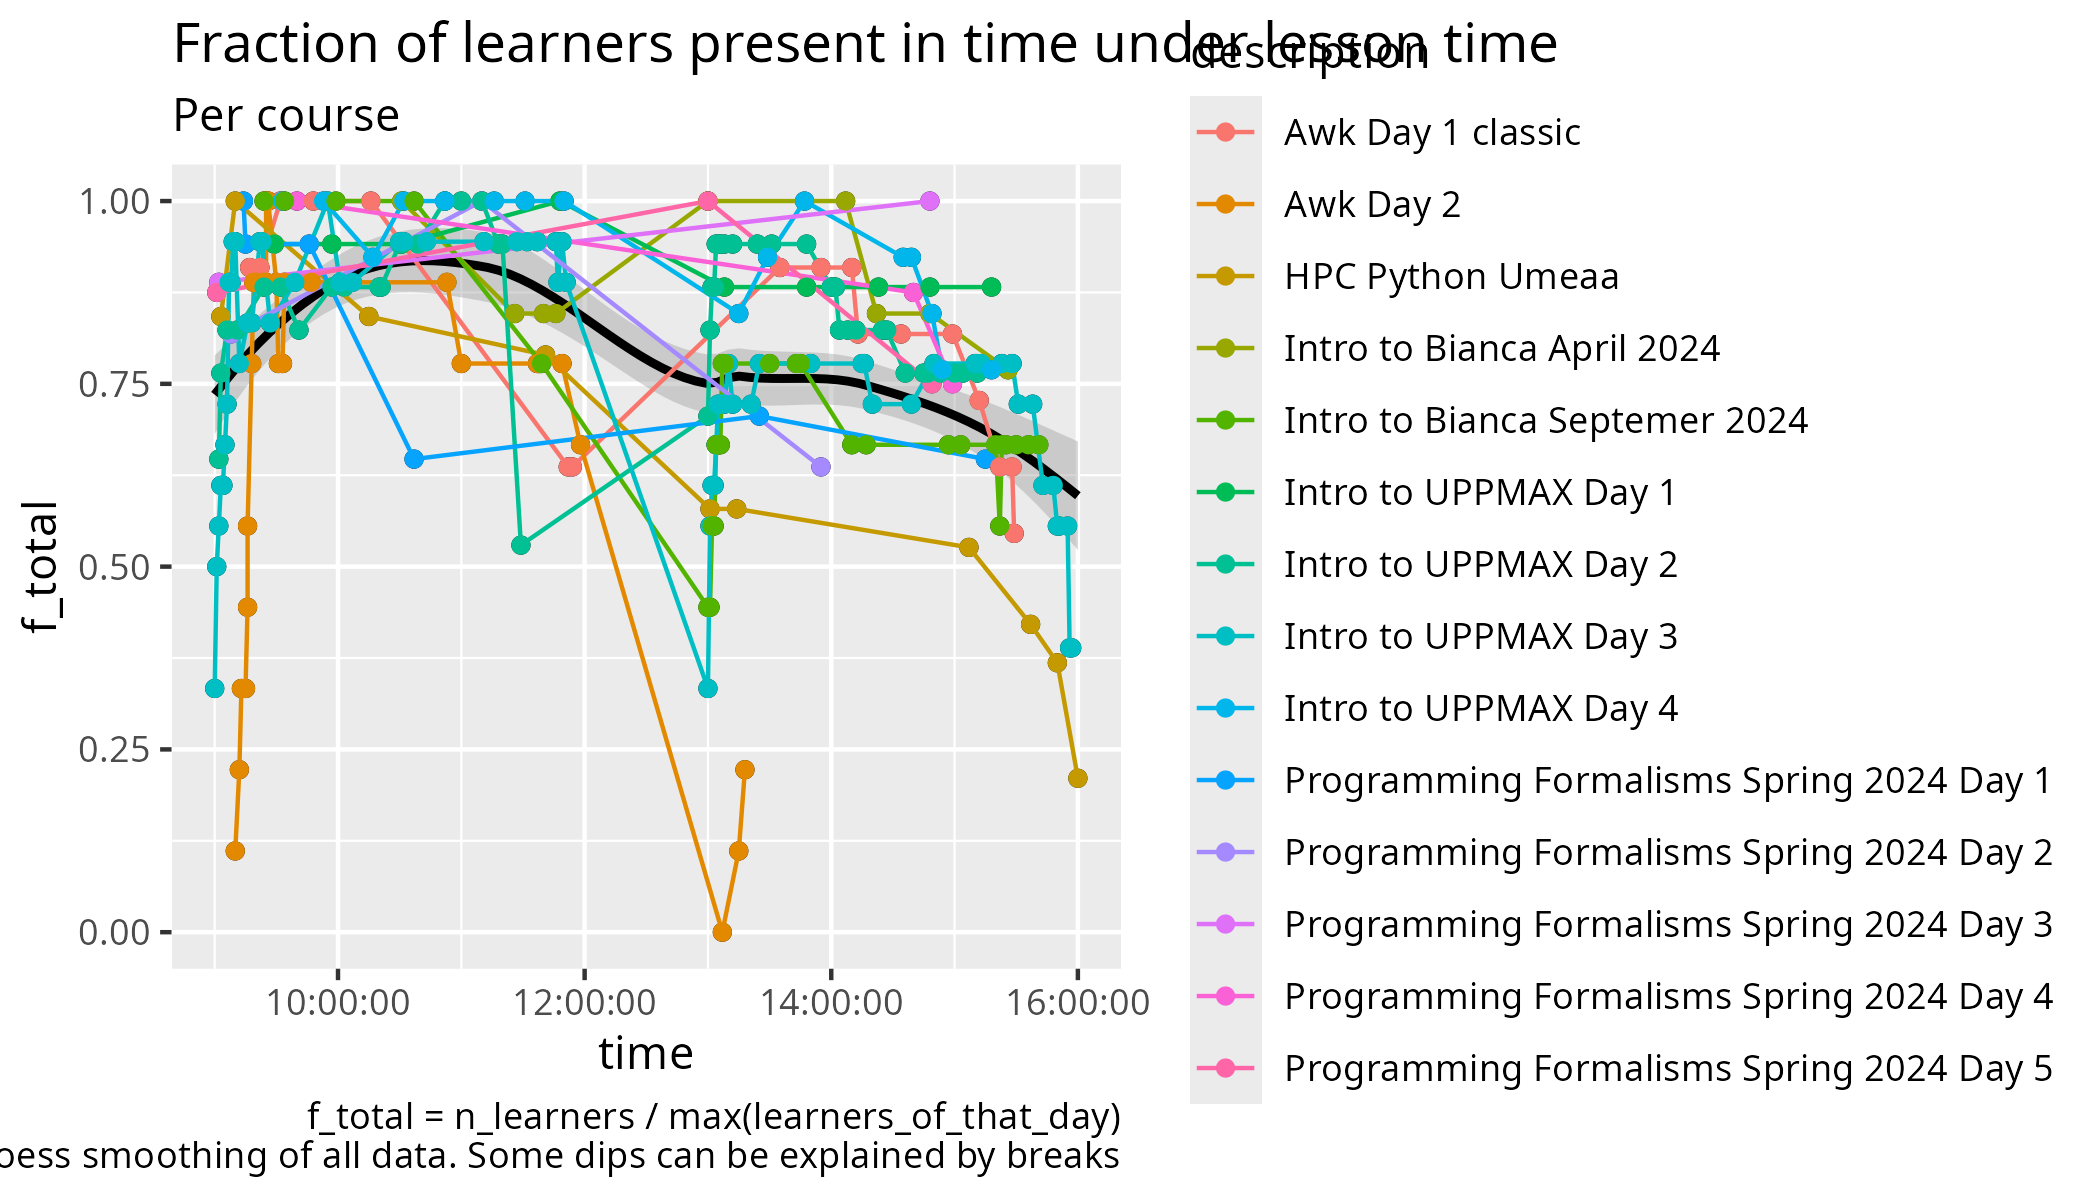 Fraction of learners present in time under lesson time
Per course
description
Awk Day 1 classic
Awk Day 2
HPC Python Umeaa
Intro to Bianca April 2024
Intro to Bianca Septemer 2024
Intro to UPPMAX Day 1
Intro to UPPMAX Day 2
Intro to UPPMAX Day 3
Intro to UPPMAX Day 4
Programming Formalisms Spring 2024 Day 1
Programming Formalisms Spring 2024 Day 2
Programming Formalisms Spring 2024 Day 3
Programming Formalisms Spring 2024 Day 4
Programming Formalisms Spring 2024 Day 5
f_total
1.00
0.75
0.50
0.25
0.00
10:00:00
12:00:00
14:00:00
16:00:00
time
f_total = n_learners / max(learners_of_that_day)
smoothing of all data. Some dips can be explained by breaks